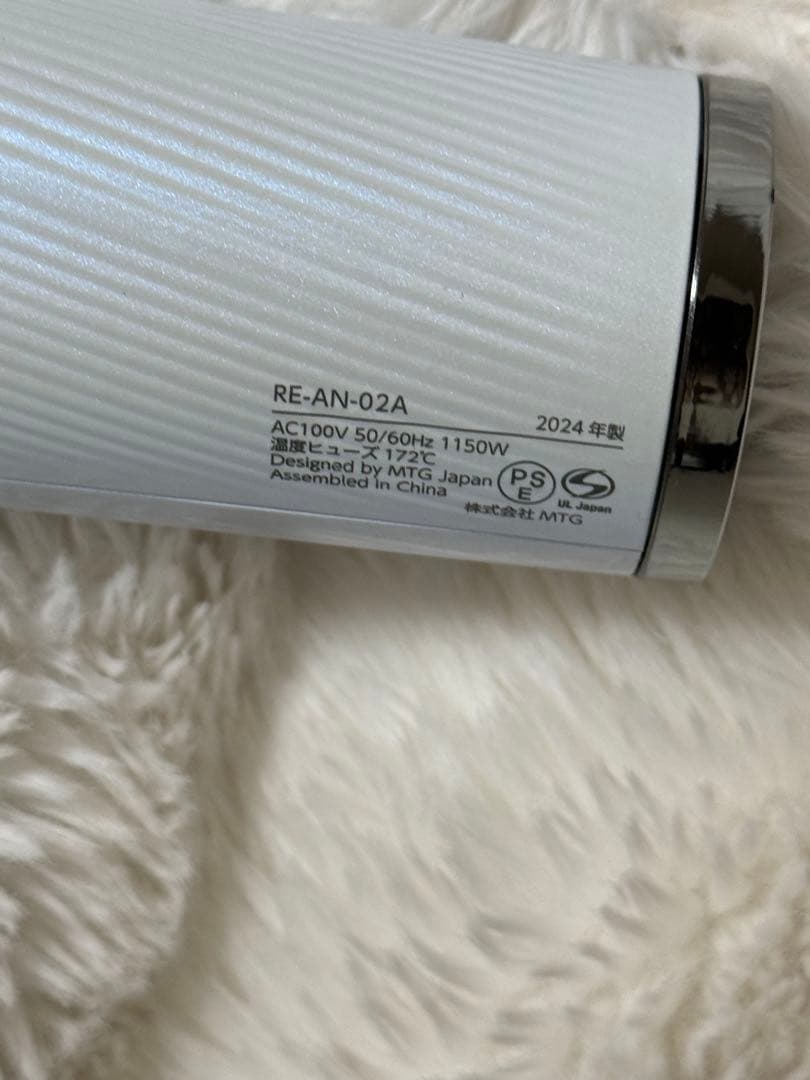 RE-AN-02A
2024 年製
AC100V 50/60Hz 1150W
温度ヒューズ 172℃
Designed by MTG Japan
Assembled in China
PS
E
UL Japan
株式会社 MTG